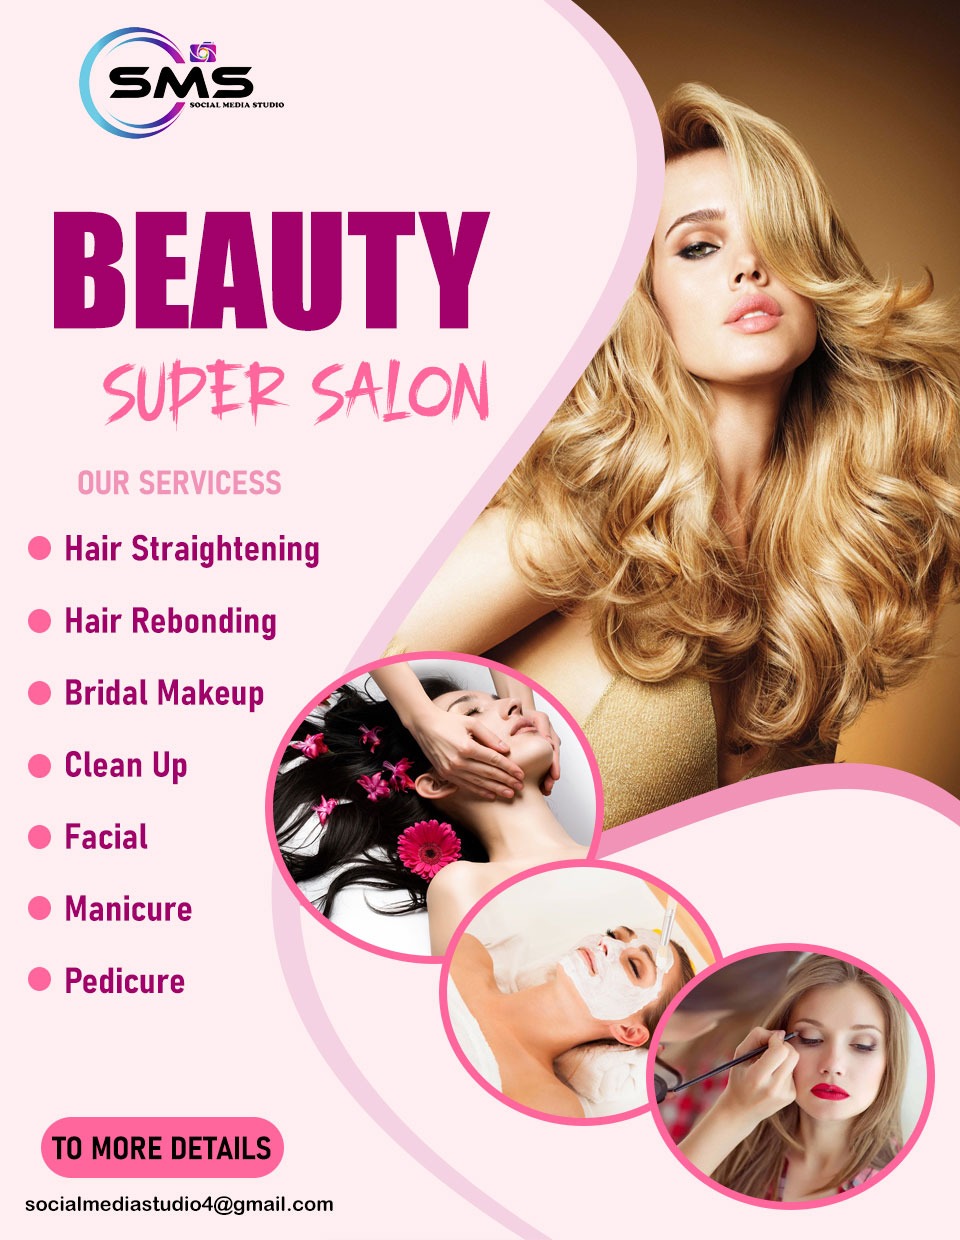 SMS
SOCIAL MEDIA STUDIO
BEAUTY
SUPER SALON
OUR SERVICESS
Hair Straightening
Hair Rebonding
Bridal Makeup
Clean Up
Facial
Manicure
Pedicure
TO MORE DETAILS
socialmediastudio4@gmail.com